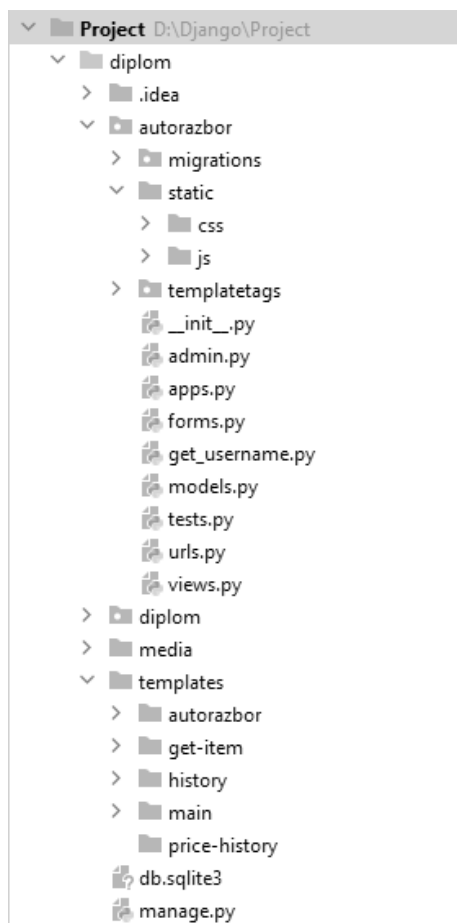 Project D:\Django\Project
diplom
.idea
autorazbor
migrations
static
css
js
templatetags
__init__.py
admin.py
apps.py
forms.py
get_username.py
models.py
tests.py
urls.py
views.py
diplom
media
templates
autorazbor
get-item
history
main
price-history
db.sqlite3
manage.py